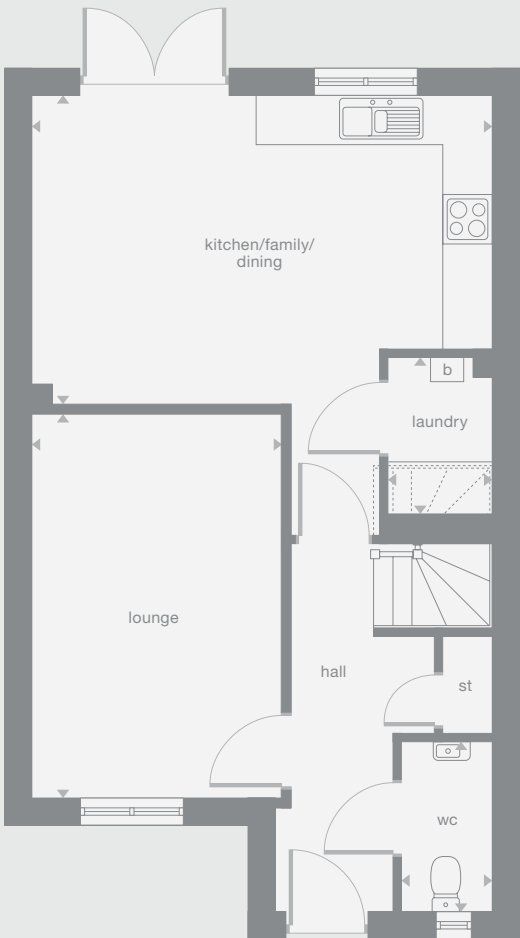 kitchen/family/
dining
b
laundry
lounge
hall
st
wc